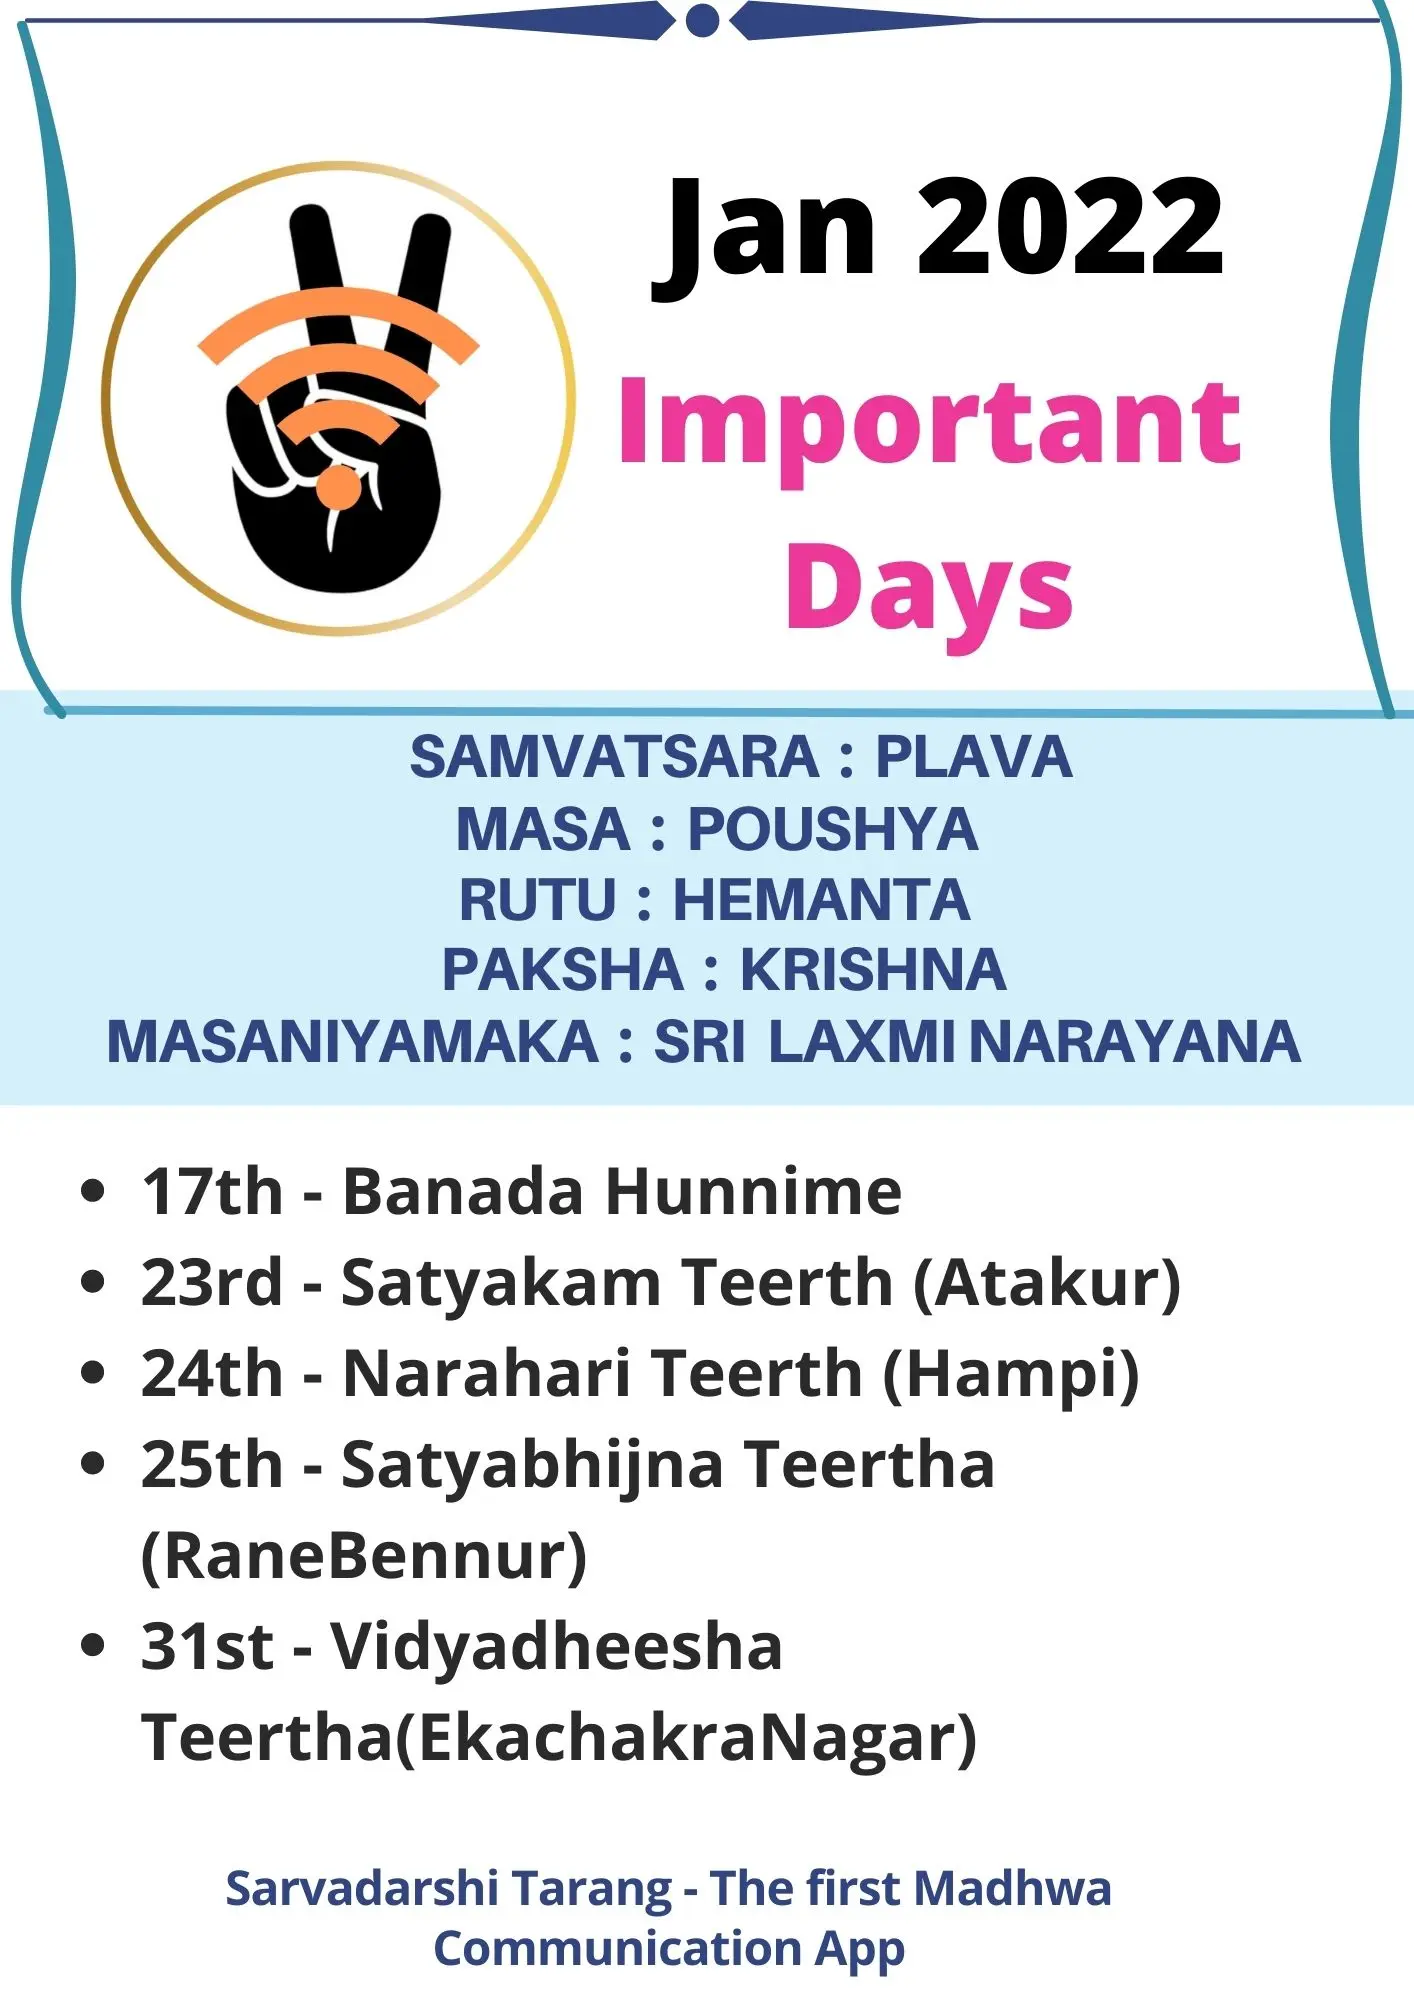 Jan 2022
Important
Days
SAMVATSARA : PLAVA
MASA : POUSHYA
RUTU : HEMANTA
PAKSHA : KRISHNA
MASANIYAMAKA : SRI LAXMI NARAYANA
• 17th - Banada Hunnime
• 23rd - Satyakam Teerth (Atakur)
• 24th - Narahari Teerth (Hampi)
• 25th - Satyabhijna Teertha
(RaneBennur)
• 31st - Vidyadheesha
Teertha(EkachakraNagar)
Sarvadarshi Tarang - The first Madhwa
Communication App